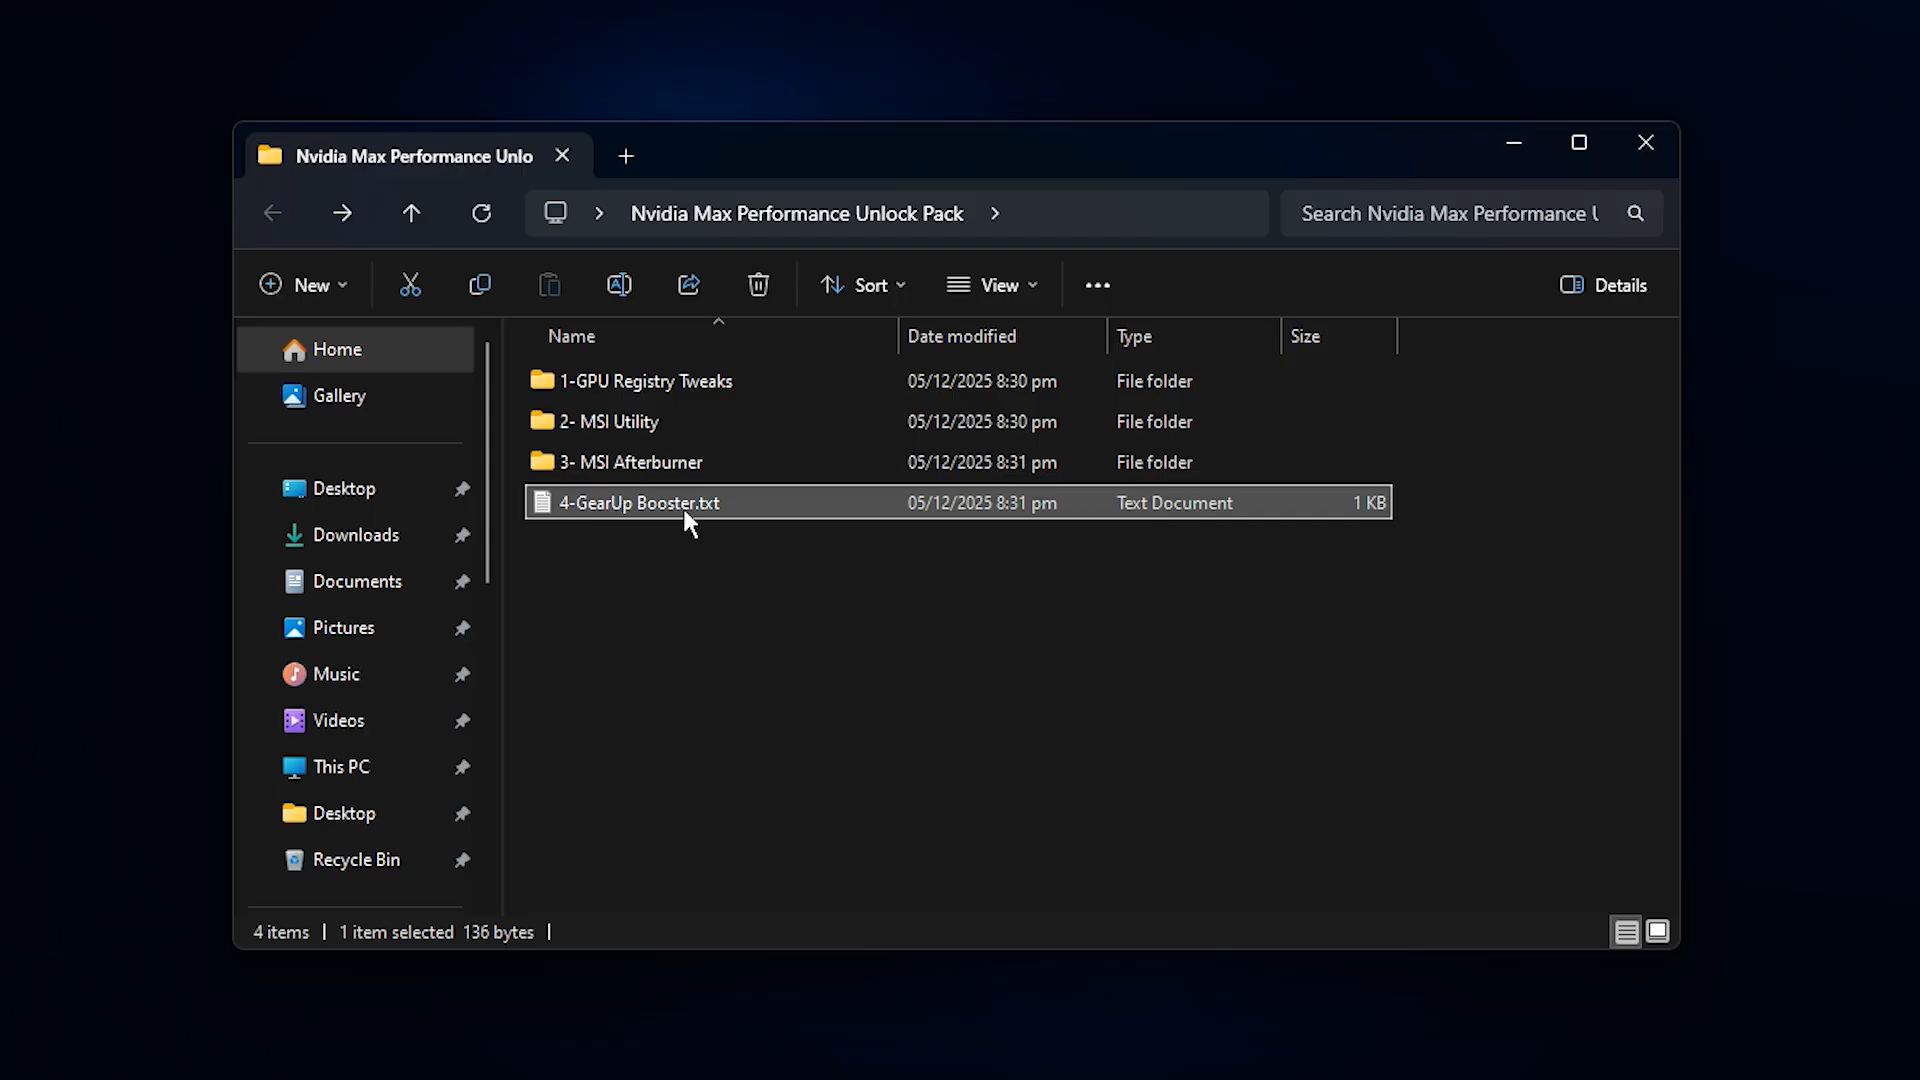 Nvidia Max Performance Unlo
Nvidia Max Performance Unlock Pack
Search Nvidia Max Performance U
New
Sort
View
Details
Name
Date modified
Type
Size
Home
Gallery
Desktop
Downloads
Documents
Pictures
Music
Videos
This PC
Desktop
Recycle Bin
1-GPU Registry Tweaks 05/12/2025 8:30 pm File folder
2- MSI Utility 05/12/2025 8:30 pm File folder
3- MSI Afterburner 05/12/2025 8:31 pm File folder
4-GearUp Booster.txt 05/12/2025 8:31 pm Text Document 1 KB
4 items 1 item selected 136 bytes